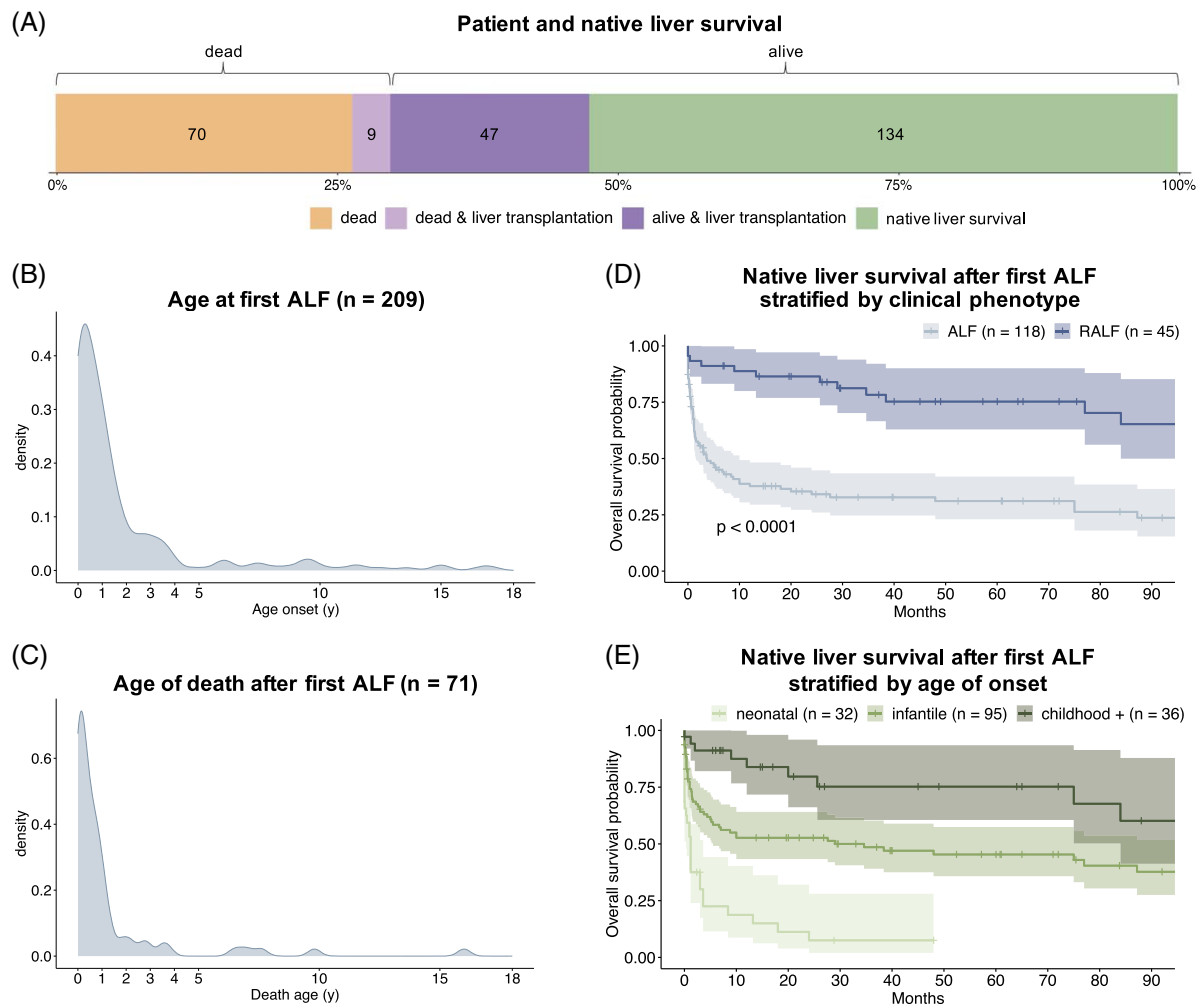 (A)
Patient and native liver survival
dead alive
70 9 47 134
0% 25% 50% 75% 100%
dead dead & liver transplantation alive & liver transplantation native liver survival
(B)
Age at first ALF (n = 209)
density
0.4
0.3
0.2
0.1
0.0
0 1 2 3 4 5 10 15 18
Age onset (y)
(C)
Age of death after first ALF (n = 71)
density
0.6
0.4
0.2
0.0
0 1 2 3 4 5 10 15 18
Death age (y)
(D)
Native liver survival after first ALF
stratified by clinical phenotype
ALF (n = 118) RALF (n = 45)
Overall survival probability
1.00
0.75
0.50
0.25
0.00
p < 0.0001
0 10 20 30 40 50 60 70 80 90
Months
(E)
Native liver survival after first ALF
stratified by age of onset
neonatal (n = 32) infantile (n = 95) childhood + (n = 36)
Overall survival probability
1.00
0.75
0.50
0.25
0.00
0 10 20 30 40 50 60 70 80 90
Months